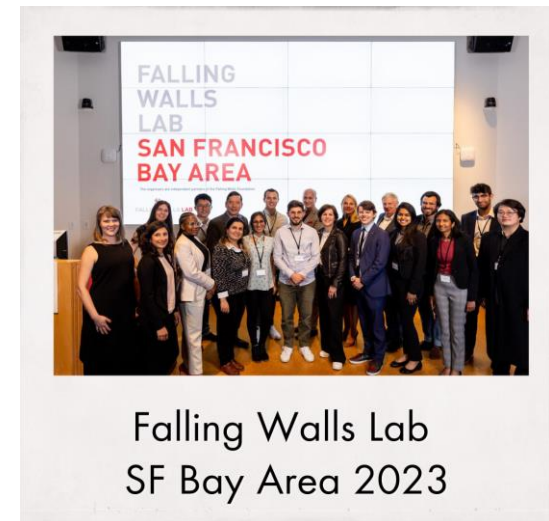 FALLING
WALLS
LAB
SAN FRANCISCO
BAY AREA
Falling Walls Lab
SF Bay Area 2023